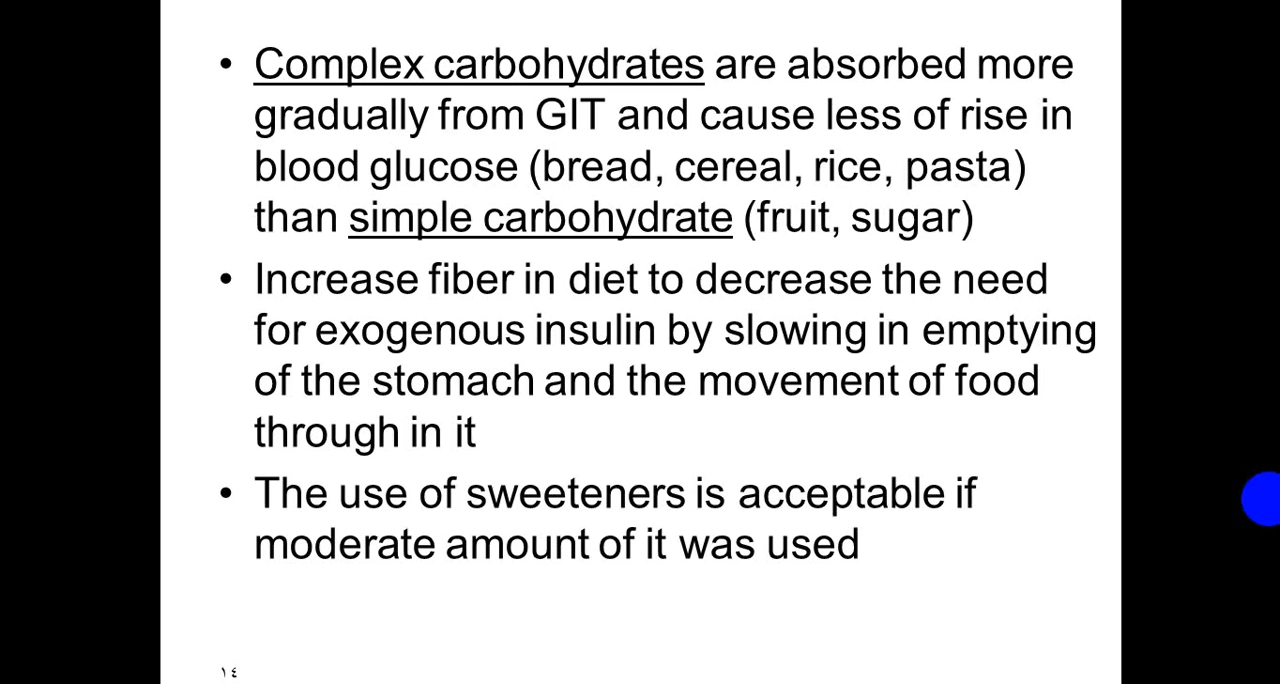 • Complex carbohydrates are absorbed more
gradually from GIT and cause less of rise in
blood glucose (bread, cereal, rice, pasta)
than simple carbohydrate (fruit, sugar)
• Increase fiber in diet to decrease the need
for exogenous insulin by slowing in emptying
of the stomach and the movement of food
through in it
• The use of sweeteners is acceptable if
moderate amount of it was used
١٤